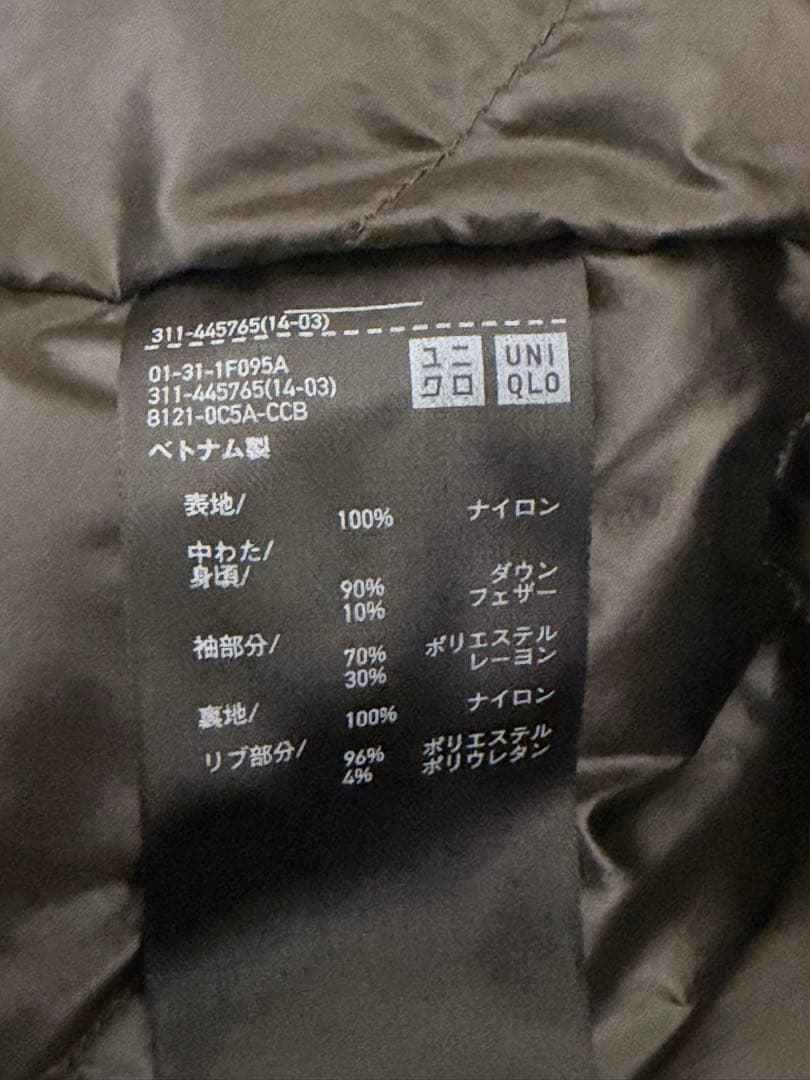 311-445765(14-03)
ユニ
クロ
UNI
QLO
01-31-1F095A
311-445765(14-03)
8121-0C5A-CCB
ベトナム製
表地/
100% ナイロン
中わた/
身頃/
90% ダウン
10% フェザー
袖部分/
70% ポリエステル
30% レーヨン
裏地/
100% ナイロン
リブ部分/
96% ポリエステル
4% ポリウレタン